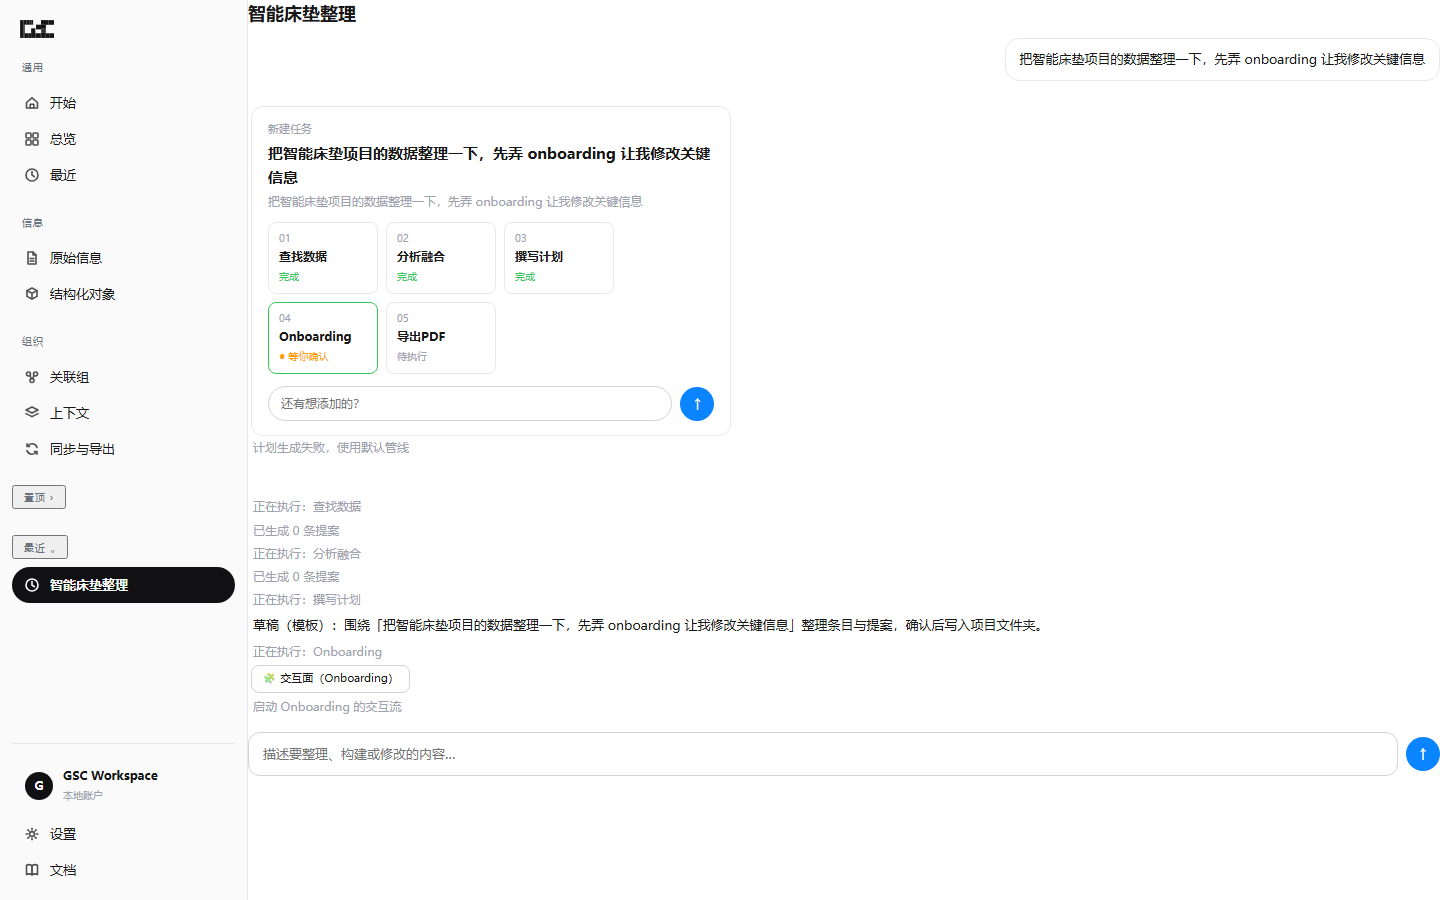 GSC
通用
开始
总览
最近
信息
原始信息
结构化对象
组织
关联组
上下文
同步与导出
置顶 ›
最近 ⌄
智能床垫整理
G
GSC Workspace
本地账户
设置
文档
智能床垫整理
把智能床垫项目的数据整理一下，先弄 onboarding 让我修改关键信息
新建任务
把智能床垫项目的数据整理一下，先弄 onboarding 让我修改关键
信息
把智能床垫项目的数据整理一下，先弄 onboarding 让我修改关键信息
01
查找数据
完成
02
分析融合
完成
03
撰写计划
完成
04
Onboarding
● 等你确认
05
导出PDF
待执行
还有想添加的？
↑
计划生成失败，使用默认管线
正在执行：查找数据
已生成 0 条提案
正在执行：分析融合
已生成 0 条提案
正在执行：撰写计划
草稿（模板）：围绕「把智能床垫项目的数据整理一下，先弄 onboarding 让我修改关键信息」整理条目与提案，确认后写入项目文件夹。
正在执行：Onboarding
交互面（Onboarding）
启动 Onboarding 的交互流
描述要整理、构建或修改的内容...
↑